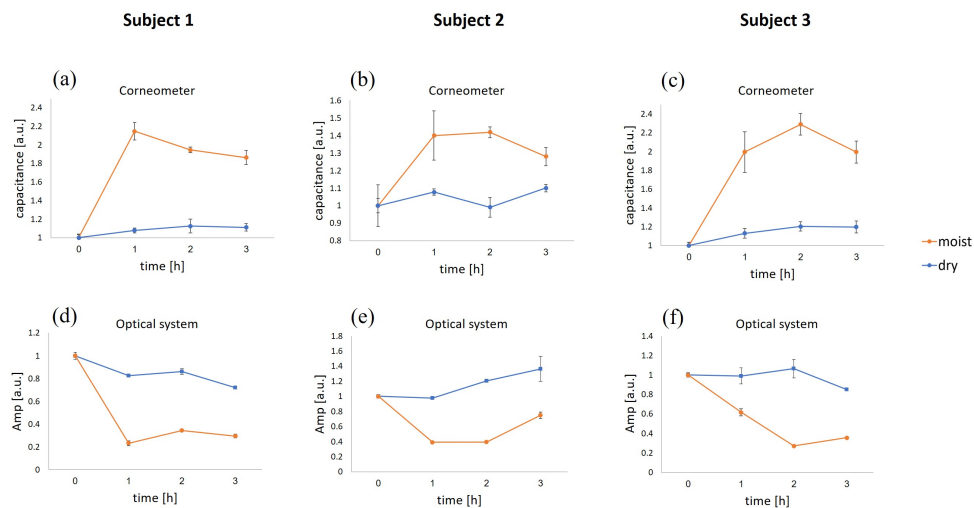 Subject 1
Subject 2
Subject 3
(a)
Corneometer
capacitance [a.u.]
2.4
2.2
2
1.8
1.6
1.4
1.2
1
0 1 2 3
time [h]
(b)
Corneometer
capacitance [a.u.]
1.6
1.5
1.4
1.3
1.2
1.1
1
0.9
0.8
0 1 2 3
time [h]
(c)
Corneometer
capacitance [a.u.]
2.4
2.2
2
1.8
1.6
1.4
1.2
1
0 1 2 3
time [h]
moist
dry
(d)
Optical system
Amp [a.u.]
1.2
1
0.8
0.6
0.4
0.2
0
0 1 2 3
time [h]
(e)
Optical system
Amp [a.u.]
1.8
1.6
1.4
1.2
1
0.8
0.6
0.4
0.2
0
0 1 2 3
time [h]
(f)
Optical system
Amp [a.u.]
1.4
1.2
1
0.8
0.6
0.4
0.2
0
0 1 2 3
time [h]